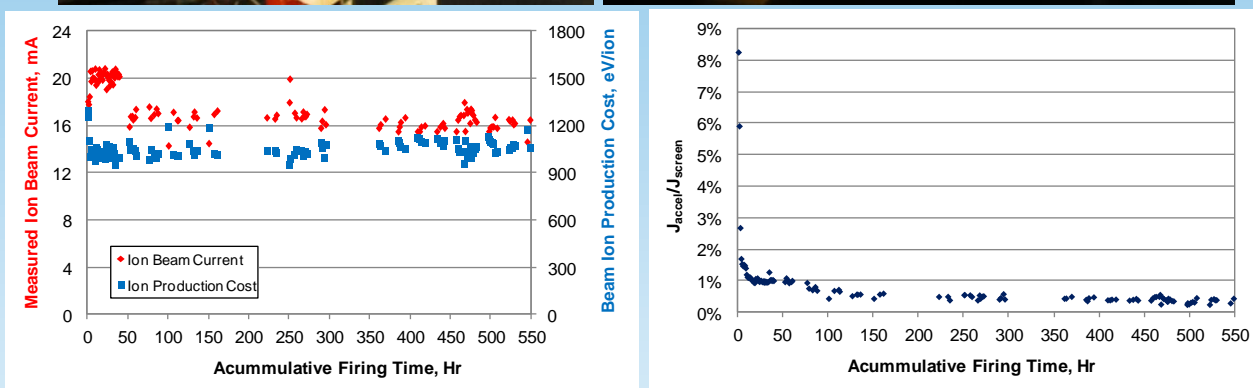 Measured Ion Beam Current, mA
24
20
16
12
8
4
0
1800
1500
1200
900
600
300
0
Beam Ion Production Cost, eV/ion
Ion Beam Current
Ion Production Cost
0 50 100 150 200 250 300 350 400 450 500 550
Acummulative Firing Time, Hr
Jaccel/Jscreen
9%
8%
7%
6%
5%
4%
3%
2%
1%
0%
0 50 100 150 200 250 300 350 400 450 500 550
Acummulative Firing Time, Hr